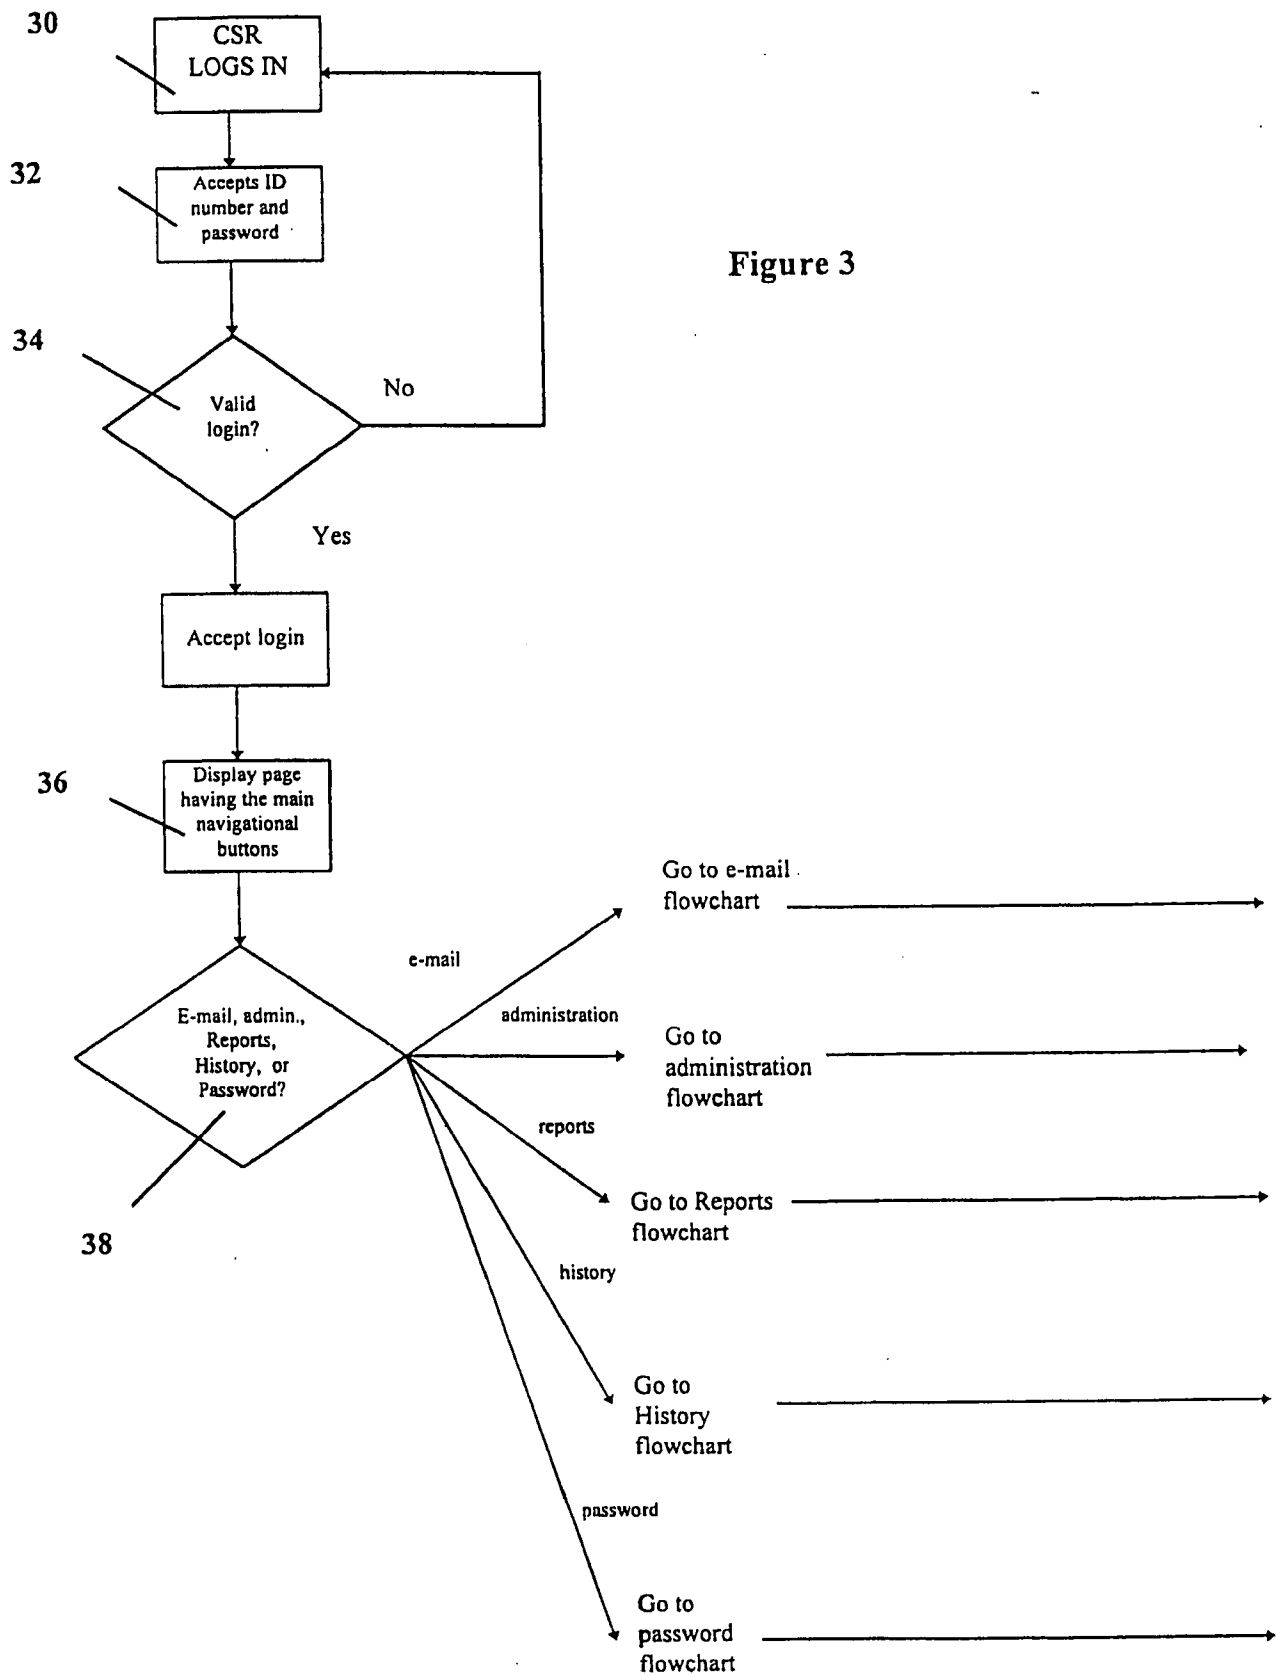 30
CSR
LOGS IN
32
Accepts ID
number and
password
Figure 3
34
No
Valid
login?
Yes
Accept login
36
Display page
having the main
navigational
buttons
Go to e-mail
flowchart
e-mail
E-mail, admin.,
Reports,
History, or
Password?
administration
Go to
administration
flowchart
reports
Go to Reports
flowchart
38
history
Go to
History
flowchart
password
Go to
password
flowchart